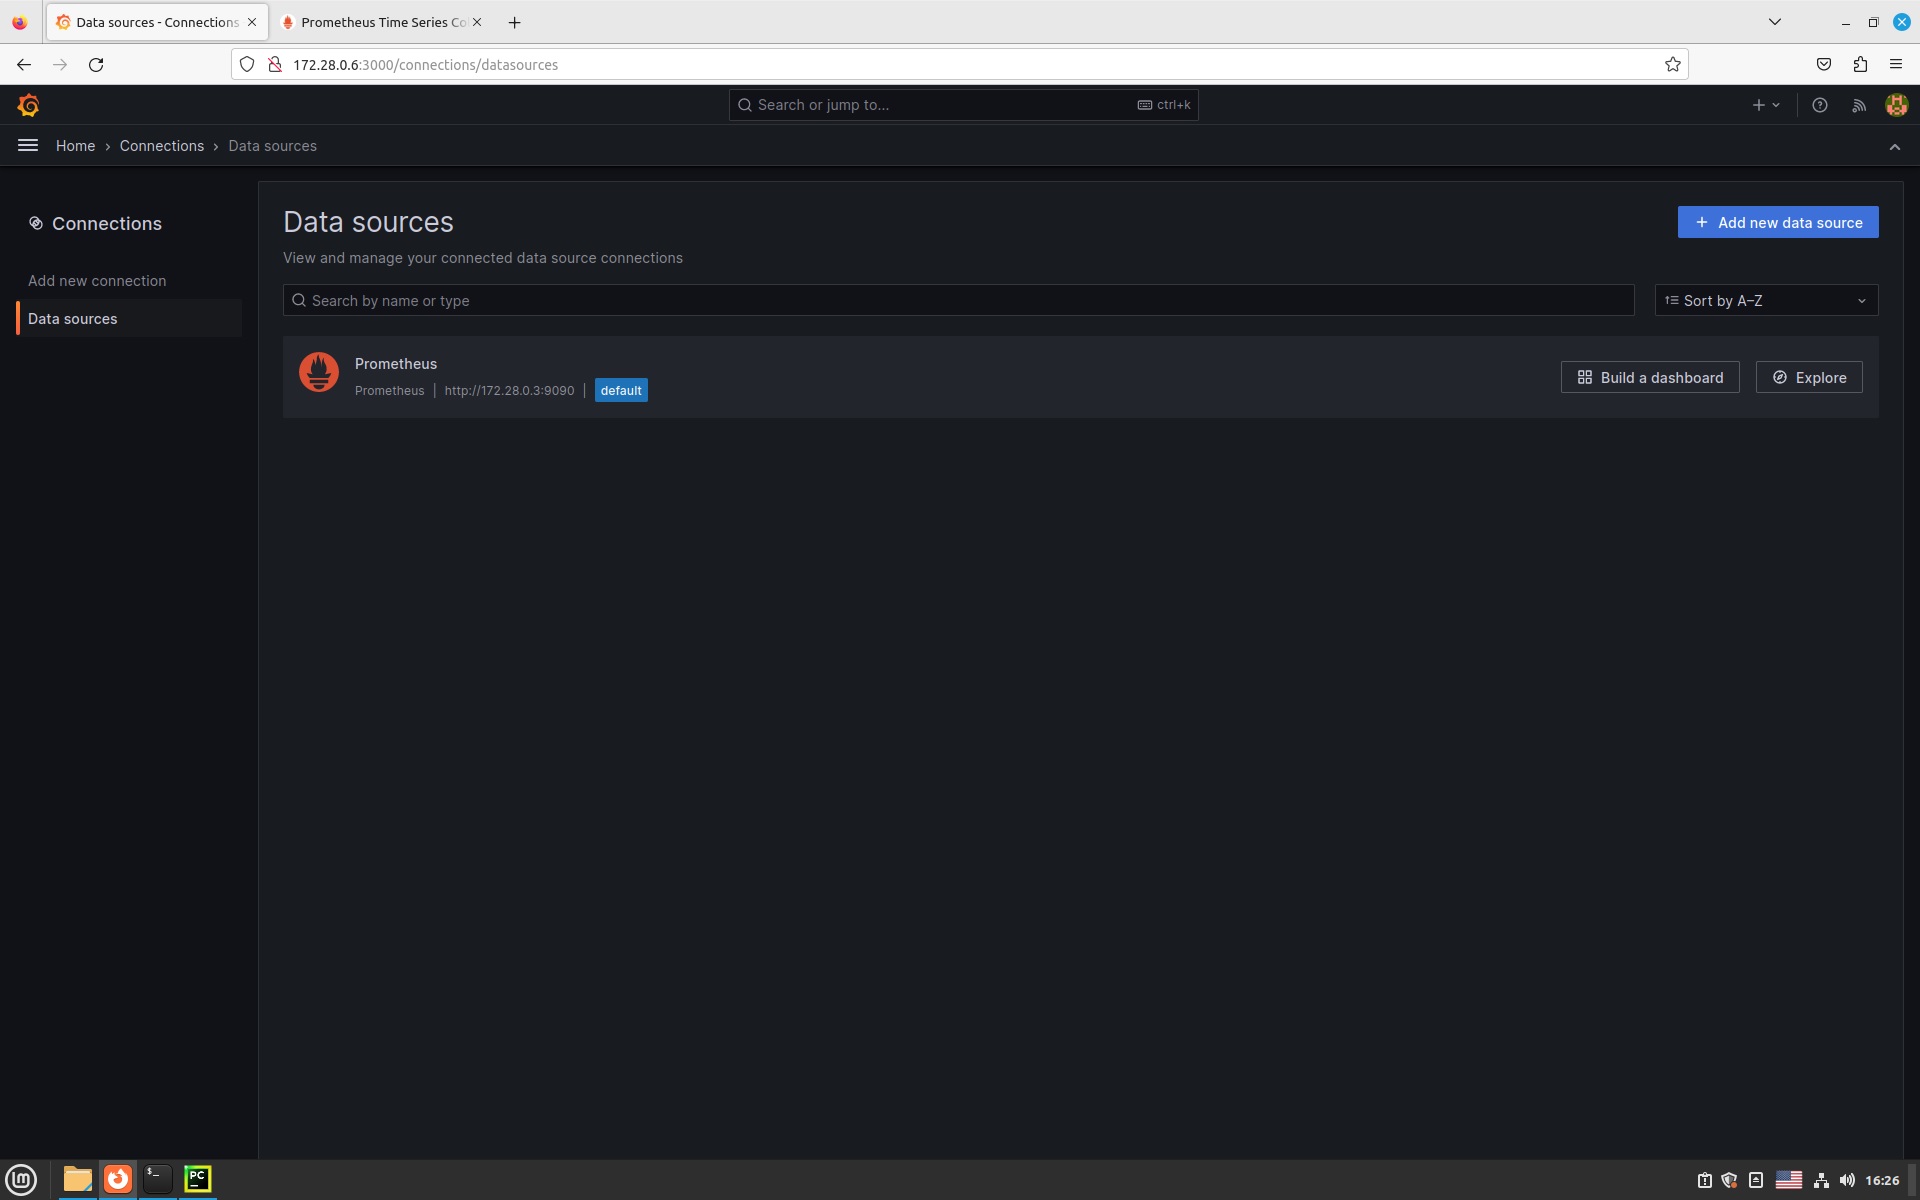 Data sources - Connections
Prometheus Time Series Co
172.28.0.6:3000/connections/datasources
Search or jump to...
ctrl+k
Home
Connections
Data sources
Connections
Add new connection
Data sources
Data sources
Add new data source
View and manage your connected data source connections
Search by name or type
Sort by A–Z
Prometheus
Prometheus | http://172.28.0.3:9090 | default
Build a dashboard
Explore
lm
$_
PC
16:26